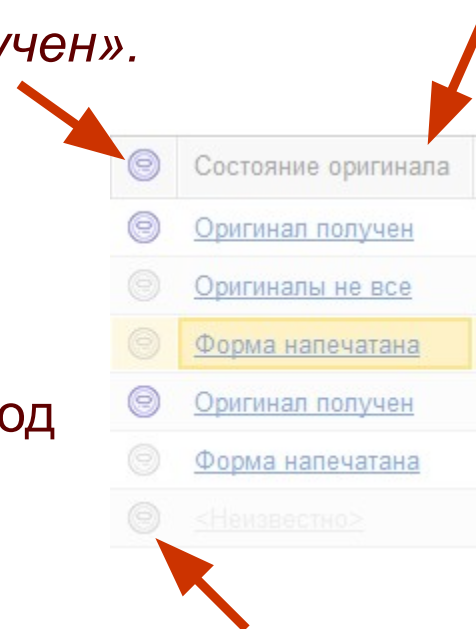 учен».
Состояние оригинала
Оригинал получен
Оригиналы не все
Форма напечатана
Оригинал получен
од
Форма напечатана
<Неизвестно>